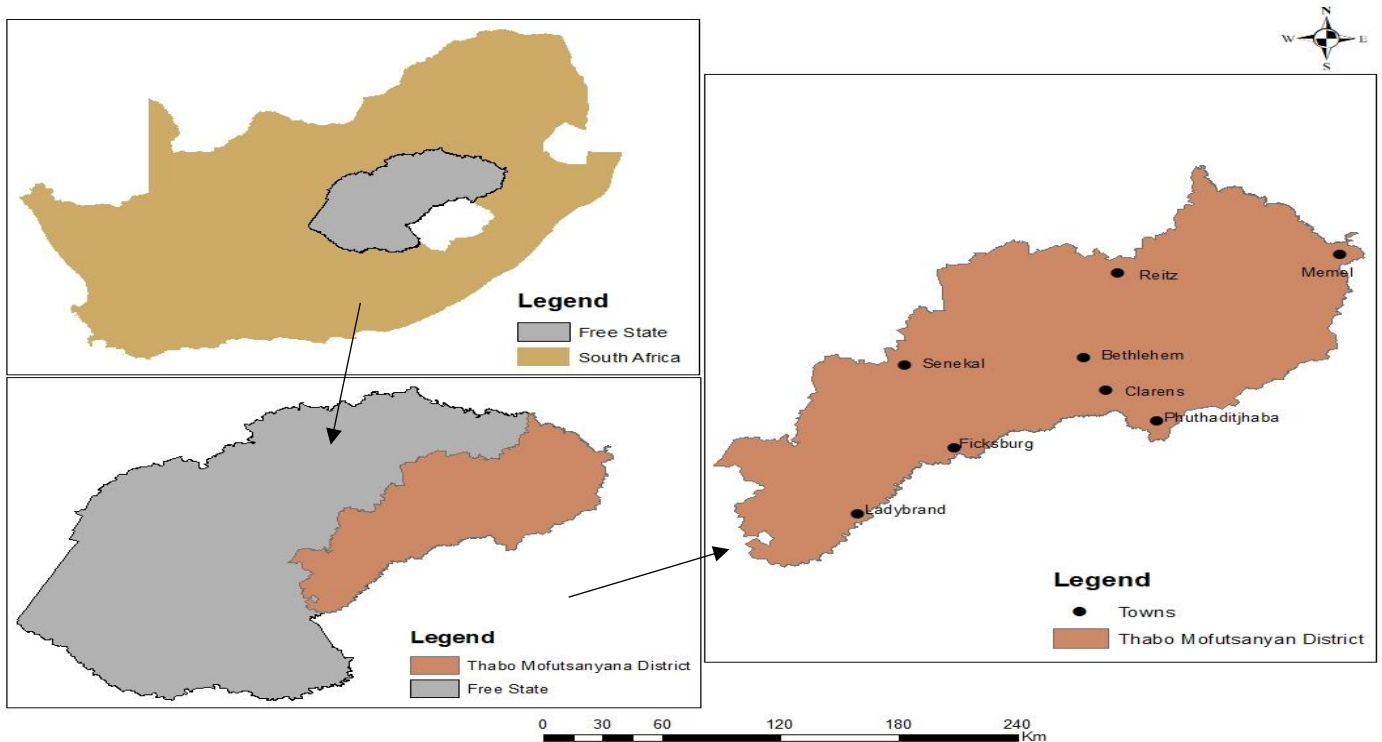 N
W E
S
Legend
Free State
South Africa
Legend
Thabo Mofutsanyana District
Free State
Reitz
Memel
Senekal
Bethlehem
Clarens
Phuthaditjhaba
Ficksburg
Ladybrand
Legend
Towns
Thabo Mofutsanyan District
0 30 60 120 180 240
Km